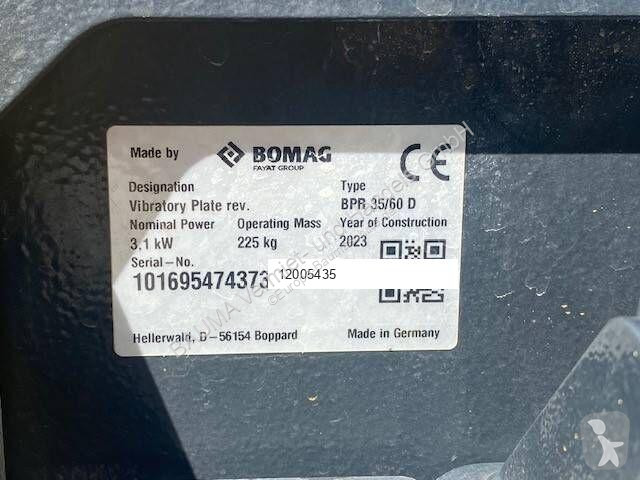 Made by BOMAG
FAYAT GROUP
CE
Designation Type
Vibratory Plate rev. BPR 35/60 D
Nominal Power Operating Mass Year of Construction
3,1 kW 225 kg 2023
Serial-No.
101695474373 12005435
Hellerwald, D-56154 Boppard Made in Germany